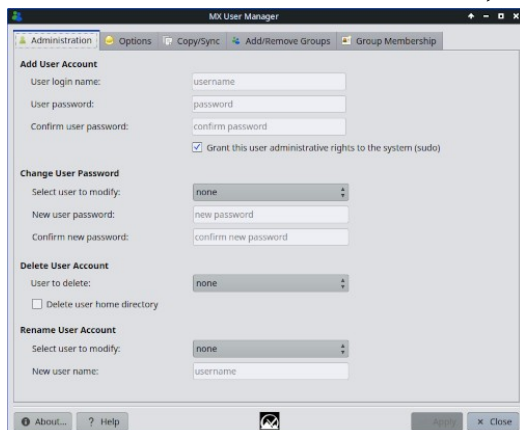 MX User Manager
Administration Options Copy/Sync Add/Remove Groups Group Membership
Add User Account
User login name: username
User password: password
Confirm user password: confirm password
Grant this user administrative rights to the system (sudo)
Change User Password
Select user to modify: none
New user password: new password
Confirm new password: confirm new password
Delete User Account
User to delete: none
Delete user home directory
Rename User Account
Select user to modify: none
New user name: username
About... ? Help Apply Close